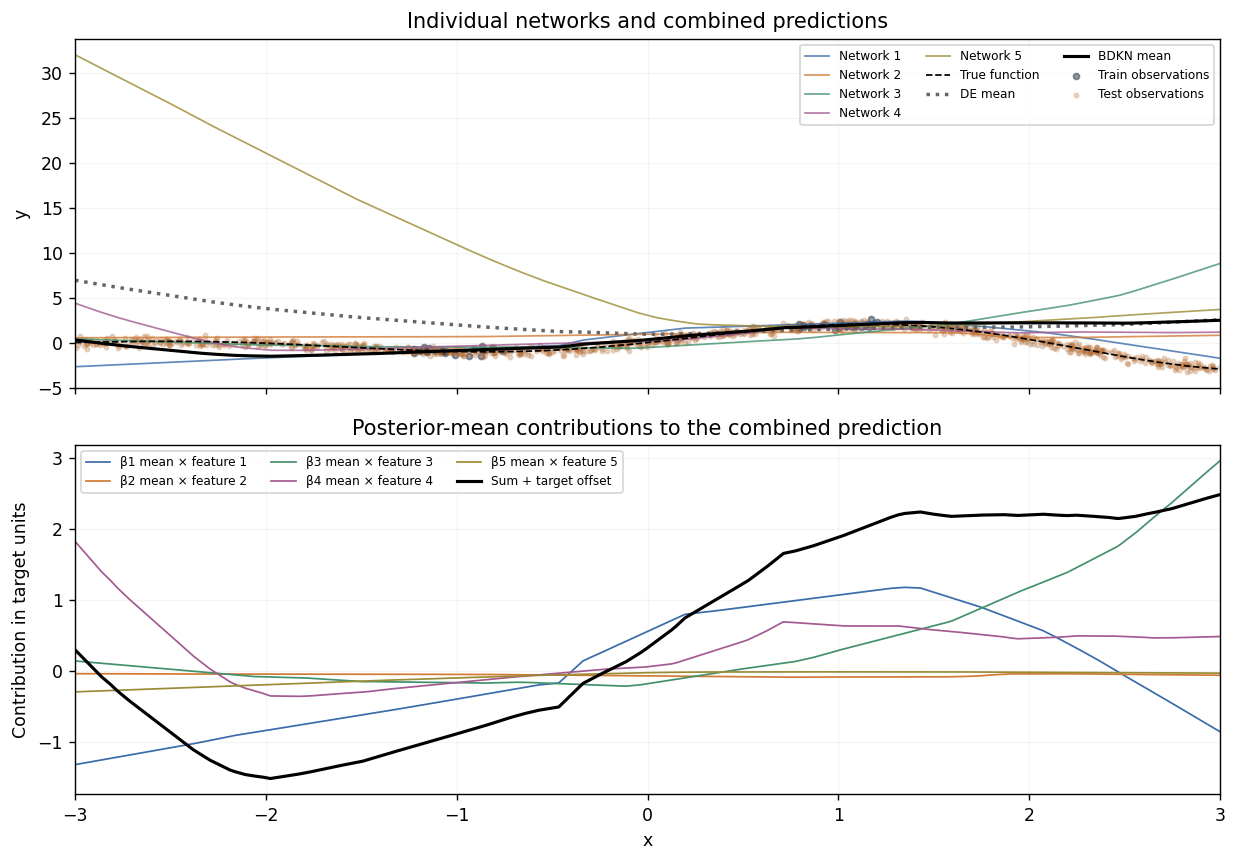 Individual networks and combined predictions
Network 1
Network 2
Network 3
Network 4
Network 5
True function
DE mean
BDKN mean
Train observations
Test observations
y
30
25
20
15
10
5
0
−5
Posterior-mean contributions to the combined prediction
β1 mean × feature 1
β2 mean × feature 2
β3 mean × feature 3
β4 mean × feature 4
β5 mean × feature 5
Sum + target offset
Contribution in target units
3
2
1
0
−1
−3 −2 −1 0 1 2 3
x